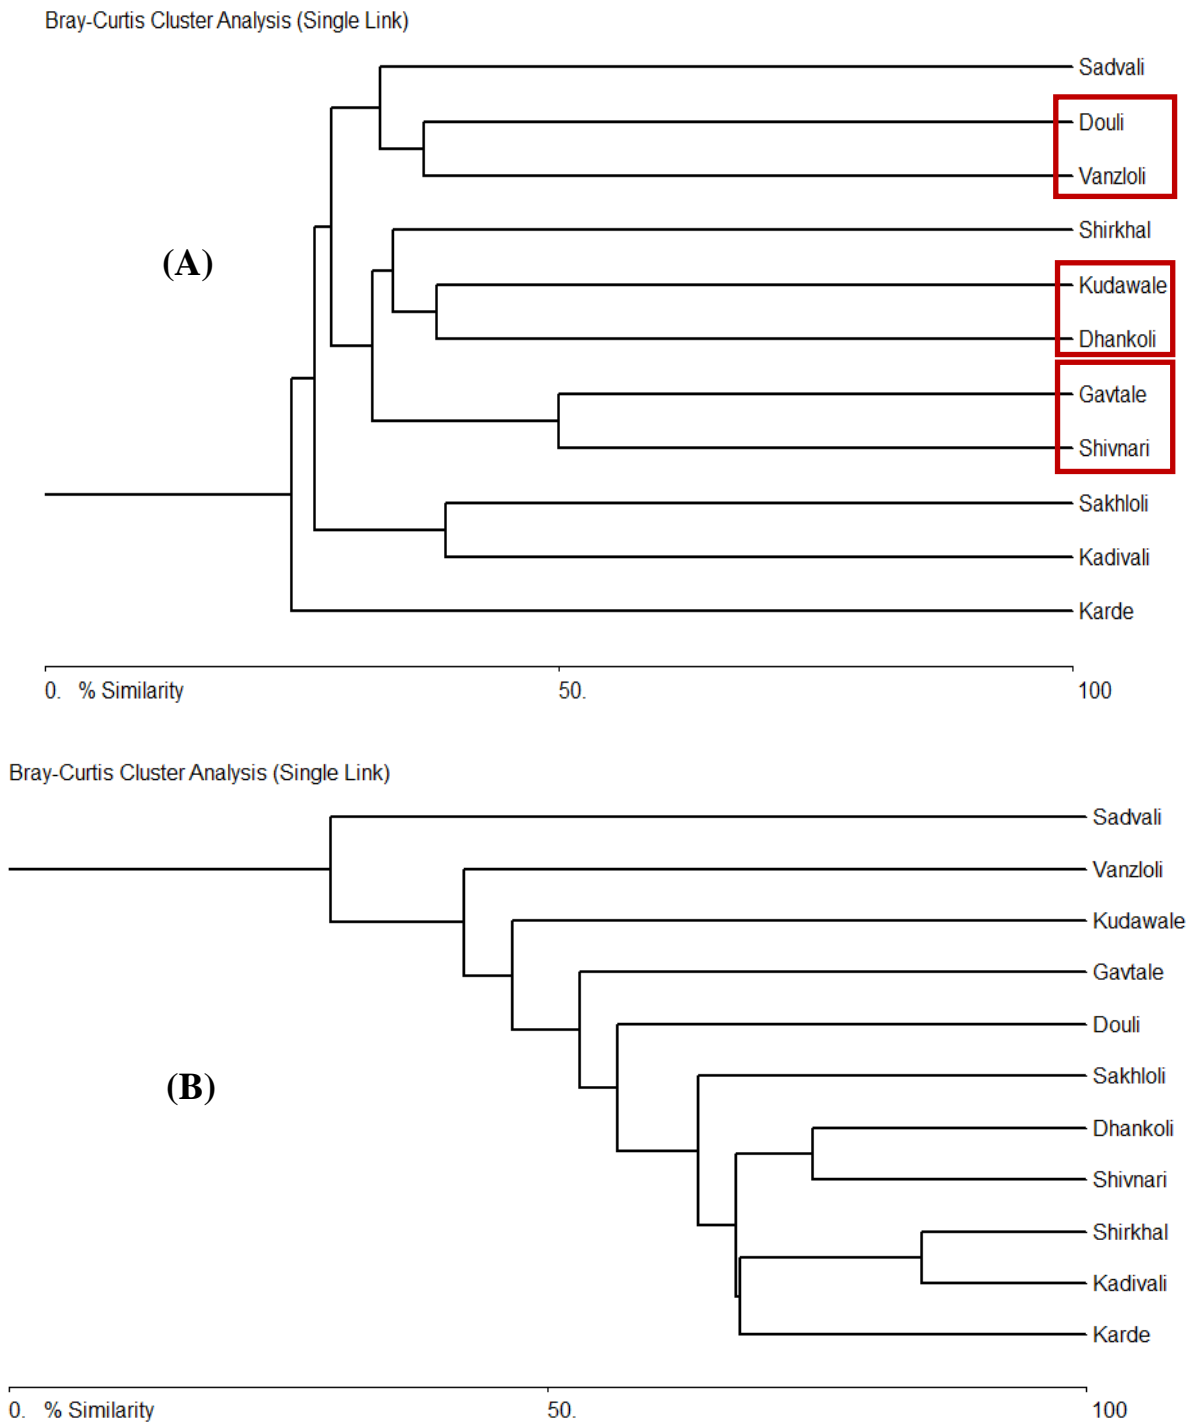 Bray-Curtis Cluster Analysis (Single Link)
Sadvali
Douli
Vanzloli
Shirkhal
(A)
Kudawale
Dhankoli
Gavtale
Shivnari
Sakhloli
Kadivali
Karde
0. % Similarity 50. 100
Bray-Curtis Cluster Analysis (Single Link)
Sadvali
Vanzloli
Kudawale
Gavtale
Douli
Sakhloli
(B)
Dhankoli
Shivnari
Shirkhal
Kadivali
Karde
0. % Similarity 50. 100